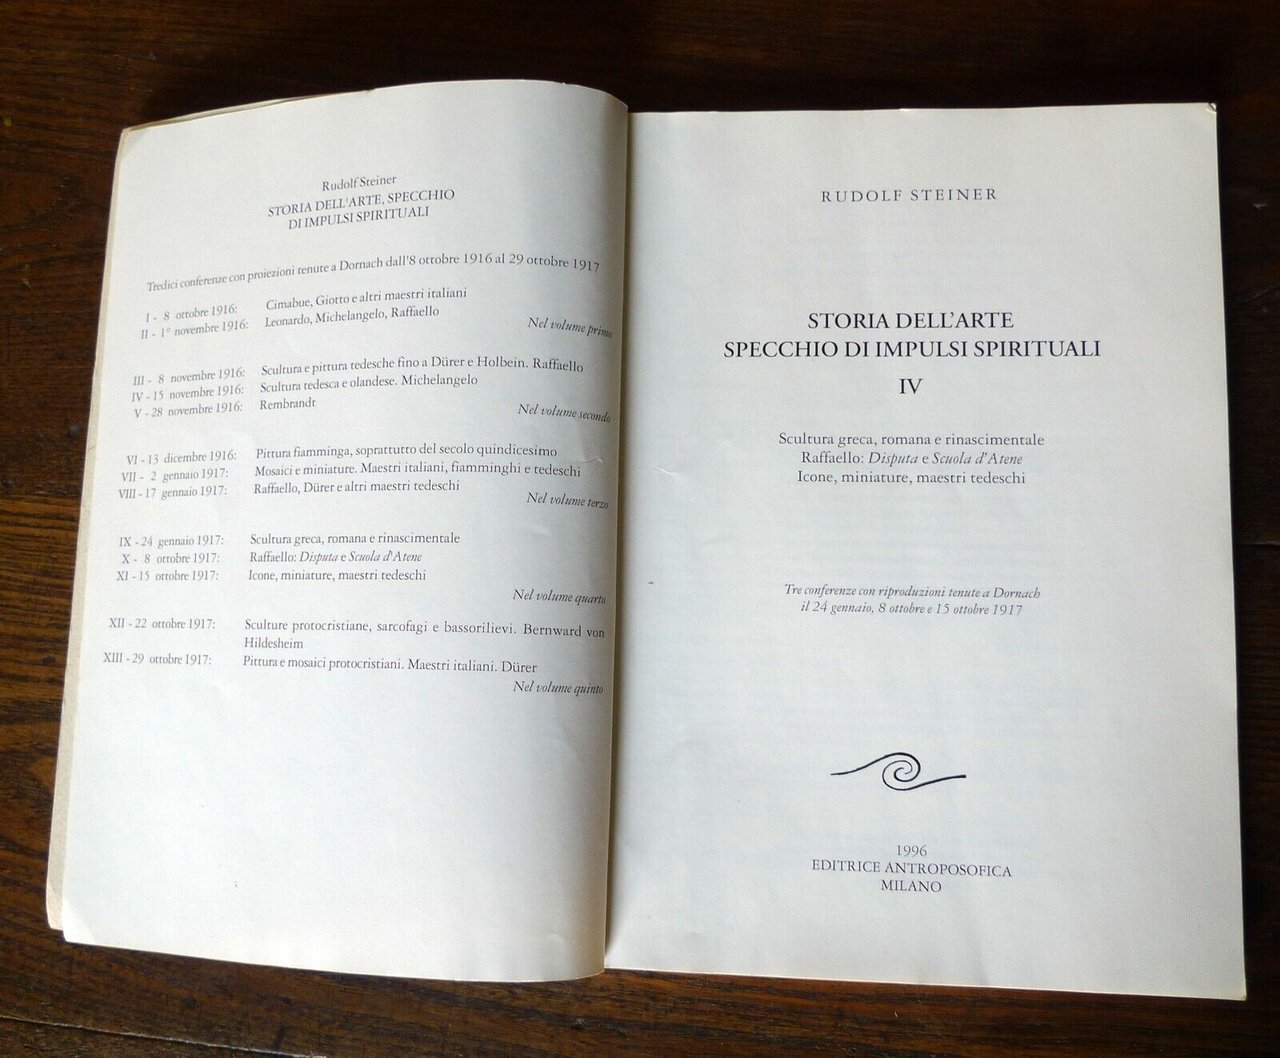 Rudolf Steiner
STORIA DELL'ARTE, SPECCHIO
DI IMPULSI SPIRITUALI
Tredici conferenze con proiezioni tenute a Dornach dall'8 ottobre 1916 al 29 ottobre 1917
I - 8 ottobre 1916: Cimabue, Giotto e altri maestri italiani
II - 1° novembre 1916: Leonardo, Michelangelo, Raffaello
Nel volume primo
III - 8 novembre 1916: Scultura e pittura tedesche fino a Dürer e Holbein. Raffaello
IV - 15 novembre 1916: Scultura tedesca e olandese. Michelangelo
V - 28 novembre 1916: Rembrandt
Nel volume secondo
VI - 13 dicembre 1916: Pittura fiamminga, soprattutto del secolo quindicesimo
VII - 2 gennaio 1917: Mosaici e miniature. Maestri italiani, fiamminghi e tedeschi
VIII - 17 gennaio 1917: Raffaello, Dürer e altri maestri tedeschi
Nel volume terzo
IX - 24 gennaio 1917: Scultura greca, romana e rinascimentale
X - 8 ottobre 1917: Raffaello: Disputa e Scuola d'Atene
XI - 15 ottobre 1917: Icone, miniature, maestri tedeschi
Nel volume quarto
XII - 22 ottobre 1917: Sculture protocristiane, sarcofagi e bassorilievi. Bernward von
Hildesheim
XIII - 29 ottobre 1917: Pittura e mosaici protocristiani. Maestri italiani. Dürer
Nel volume quinto
RUDOLF STEINER
STORIA DELL'ARTE
SPECCHIO DI IMPULSI SPIRITUALI
IV
Scultura greca, romana e rinascimentale
Raffaello: Disputa e Scuola d'Atene
Icone, miniature, maestri tedeschi
Tre conferenze con riproduzioni tenute a Dornach
il 24 gennaio, 8 ottobre e 15 ottobre 1917
1996
EDITRICE ANTROPOSOFICA
MILANO